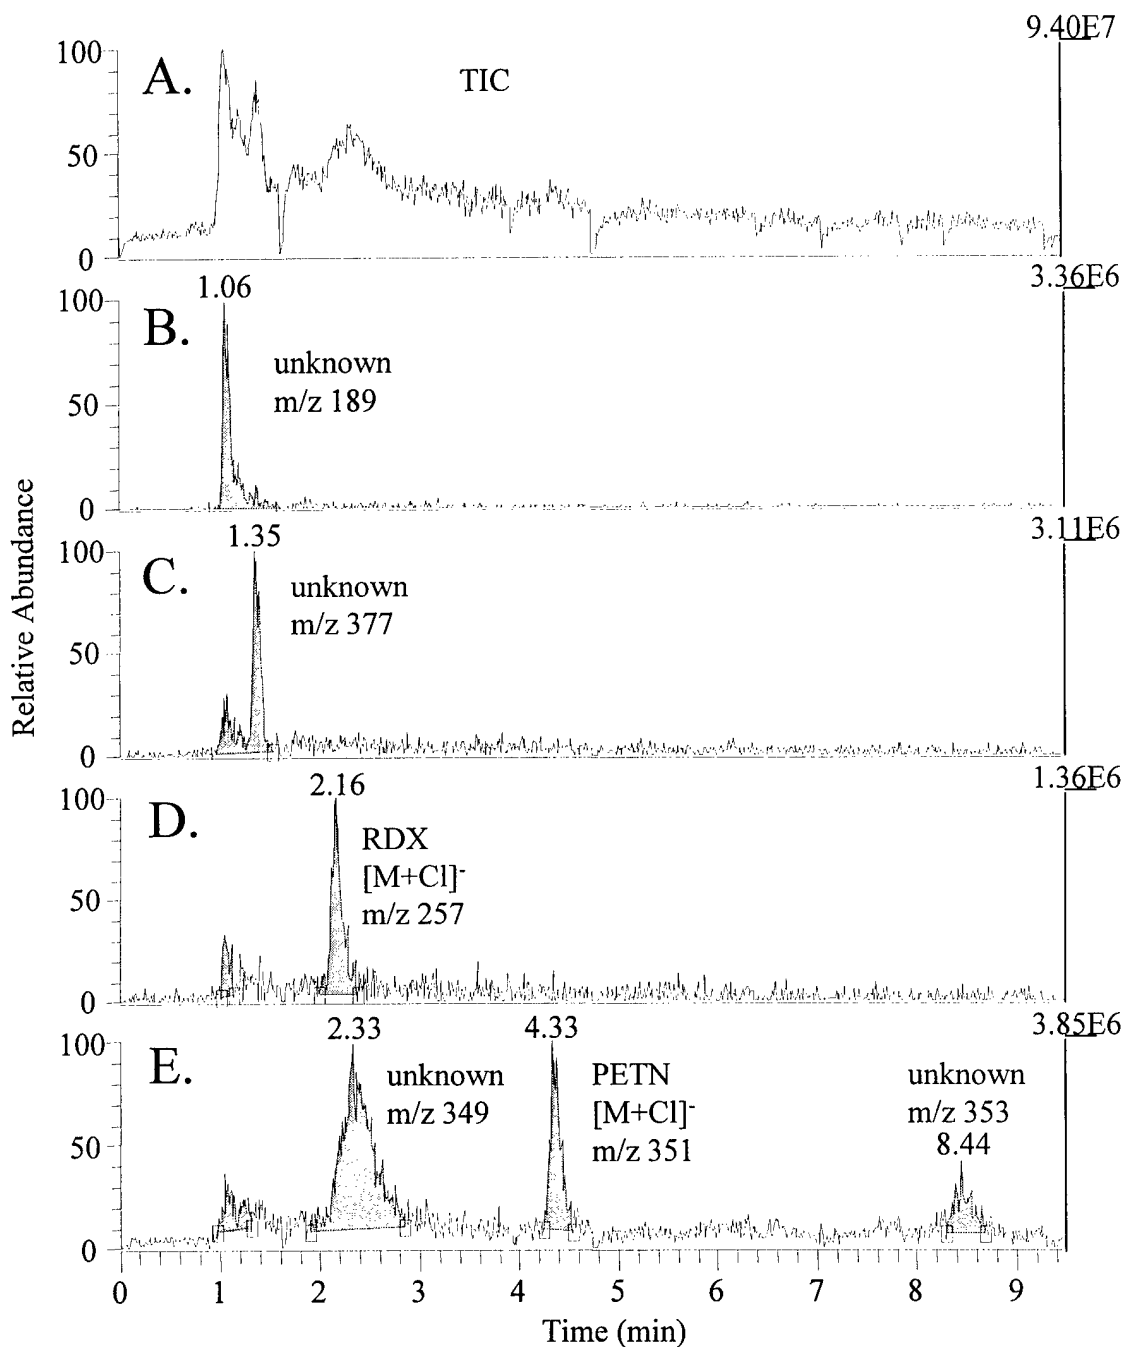 9.40E7
100
A.
TIC
50
0
3.36E6
1.06
100
B.
unknown
m/z 189
50
0
3.11E6
1.35
100
C.
unknown
m/z 377
50
0
1.36E6
2.16
100
D.
RDX
[M+Cl]-
m/z 257
50
0
3.85E6
2.33
4.33
100
E.
unknown
m/z 349
PETN
[M+Cl]-
m/z 351
unknown
m/z 353
8.44
50
0
Relative Abundance
0 1 2 3 4 5 6 7 8 9
Time (min)